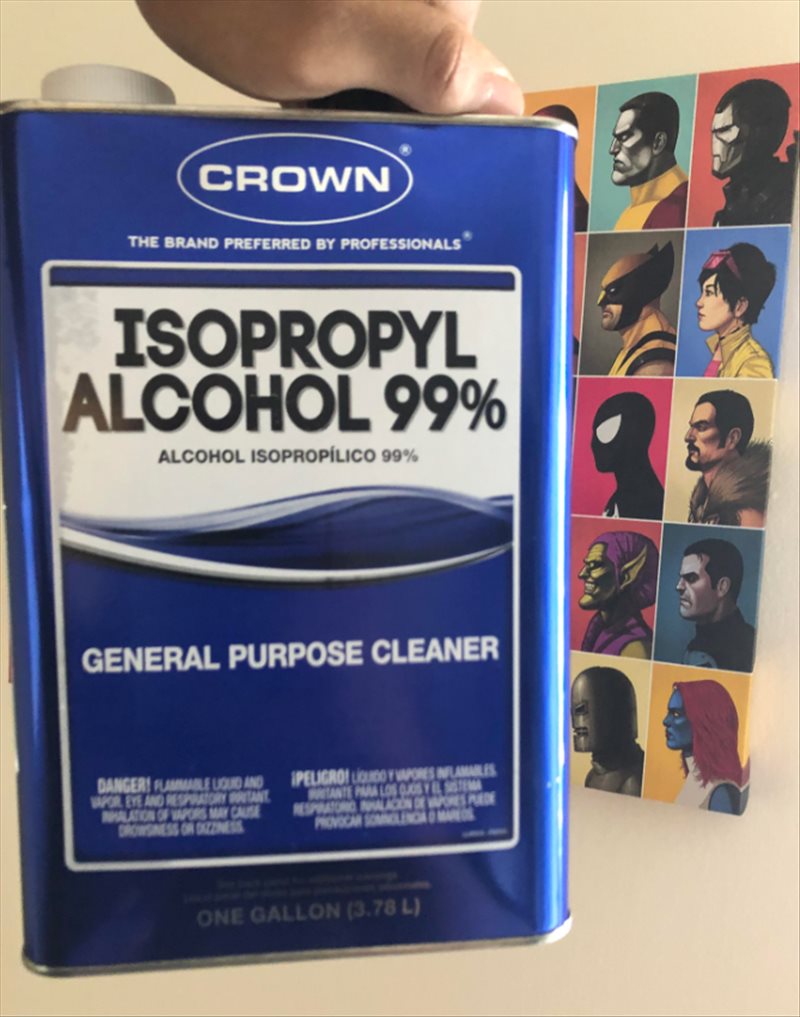 CROWN®
THE BRAND PREFERRED BY PROFESSIONALS®
ISOPROPYL
ALCOHOL 99%
ALCOHOL ISOPROPÍLICO 99%
GENERAL PURPOSE CLEANER
DANGER! FLAMMABLE LIQUID AND
VAPOR. EYE AND RESPIRATORY IRRITANT.
INHALATION OF VAPORS MAY CAUSE
DROWSINESS OR DIZZINESS.
¡PELIGRO! LÍQUIDO Y VAPORES INFLAMABLES.
IRRITANTE PARA LOS OJOS Y EL SISTEMA
RESPIRATORIO. INHALACIÓN DE VAPORES PUEDE
PROVOCAR SOMNOLENCIA O MAREOS.
ONE GALLON (3.78 L)